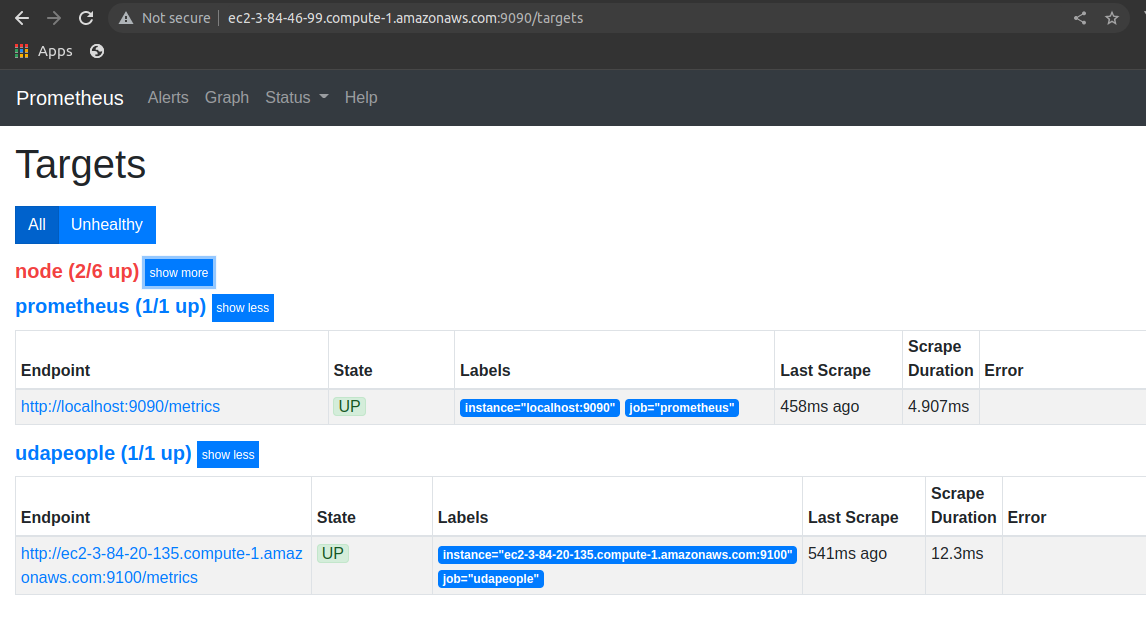 Not secure ec2-3-84-46-99.compute-1.amazonaws.com:9090/targets
Apps
Prometheus Alerts Graph Status Help
Targets
All Unhealthy
node (2/6 up) show more
prometheus (1/1 up) show less
Endpoint State Labels Last Scrape Scrape Duration Error
http://localhost:9090/metrics UP instance="localhost:9090" job="prometheus" 458ms ago 4.907ms
udapeople (1/1 up) show less
Endpoint State Labels Last Scrape Scrape Duration Error
http://ec2-3-84-20-135.compute-1.amaz UP instance="ec2-3-84-20-135.compute-1.amazonaws.com:9100" 541ms ago 12.3ms
onaws.com:9100/metrics job="udapeople"